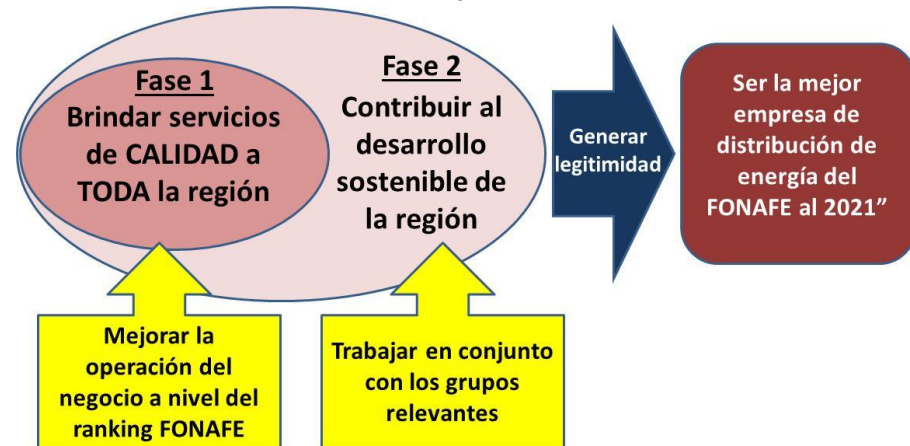 Fase 1
Brindar servicios
de CALIDAD a
TODA la región
Fase 2
Contribuir al
desarrollo
sostenible de
la región
Generar
legitimidad
Ser la mejor
empresa de
distribución de
energía del
FONAFE al 2021”
Mejorar la
operación del
negocio a nivel del
ranking FONAFE
Trabajar en conjunto
con los grupos
relevantes